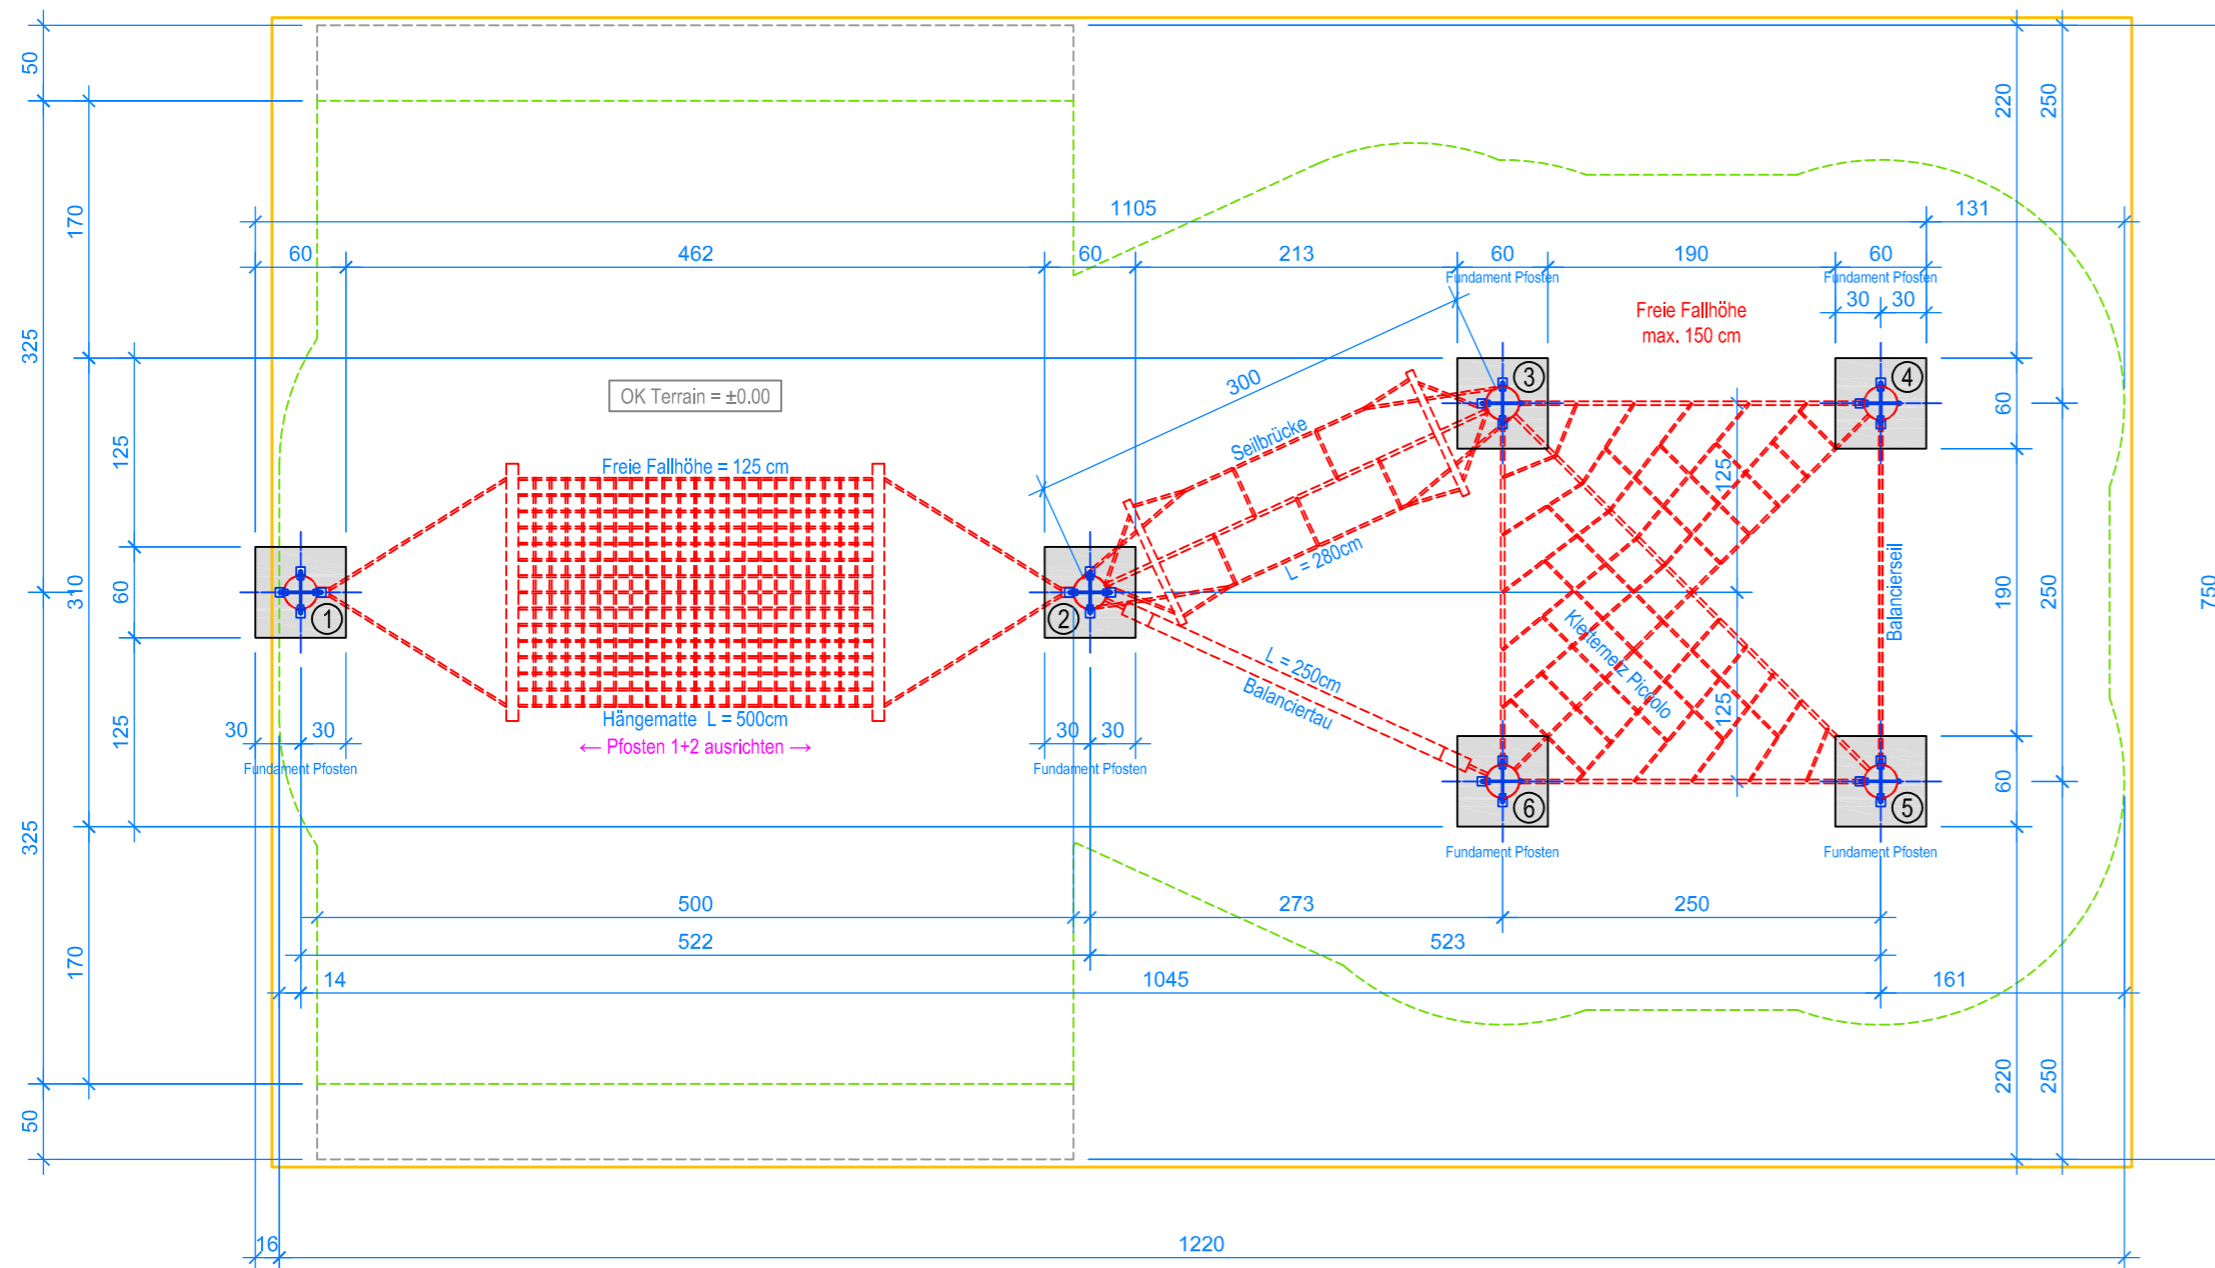 50
220
250
170
1105
131
60
462
60
213
60
190
60
Fundament Pfosten
Fundament Pfosten
30
30
Freie Fallhöhe
max. 150 cm
325
300
3
4
OK Terrain = ±0.00
60
125
Seilbrücke
Freie Fallhöhe = 125 cm
125
L = 280cm
310
60
190
250
750
Balancierseil
1
2
Kletternetz Piccolo
L = 250cm
Balanciertau
125
Hängematte L = 500cm
← Pfosten 1+2 ausrichten →
125
30
30
30
30
Fundament Pfosten
Fundament Pfosten
60
6
5
325
Fundament Pfosten
Fundament Pfosten
500
273
250
522
523
170
14
1045
161
220
250
50
16
1220